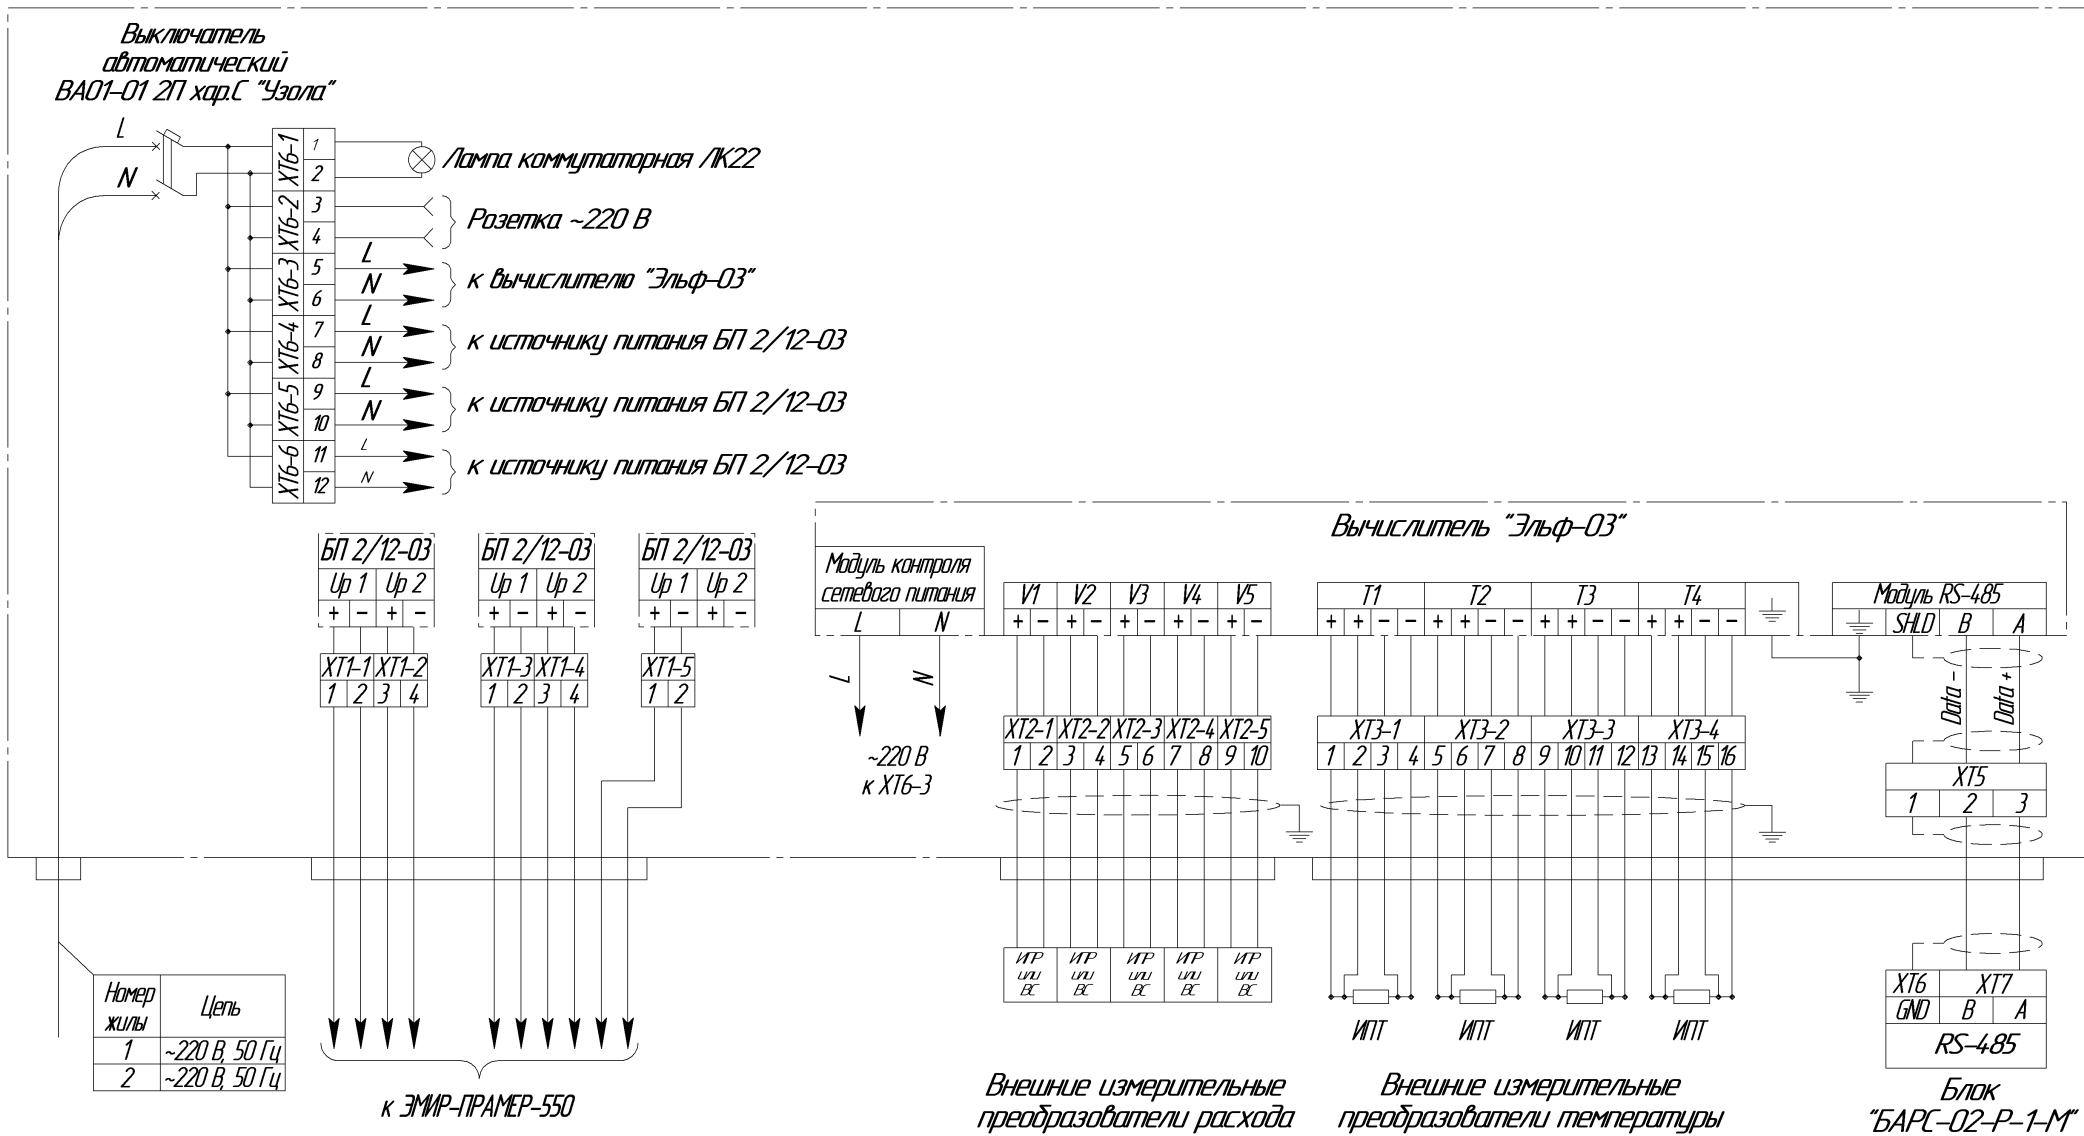 Выключатель
автоматический
ВА01-01 2П хар.С "Узола"
L
N
XT6-1
1
2
Лампа коммутаторная ЛК22
XT6-2
3
4
Розетка ~220 В
XT6-3
5
6
L
N
к вычислителю "Эльф-03"
XT6-4
7
8
L
N
к источнику питания БП 2/12-03
XT6-5
9
10
L
N
к источнику питания БП 2/12-03
XT6-6
11
12
L
N
к источнику питания БП 2/12-03
БП 2/12-03
Up 1 Up 2
+ - + -
XT1-1 XT1-2
1 2 3 4
БП 2/12-03
Up 1 Up 2
+ - + -
XT1-3 XT1-4
1 2 3 4
БП 2/12-03
Up 1 Up 2
+ - + -
XT1-5
1 2
к ЭМИР-ПРАМЕР-550
Номер
жилы
Цепь
1 ~220 В, 50 Гц
2 ~220 В, 50 Гц
Вычислитель "Эльф-03"
Модуль контроля
сетевого питания
L N
L N
~220 В
к XT6-3
V1 V2 V3 V4 V5
+ - + - + - + - + -
XT2-1 XT2-2 XT2-3 XT2-4 XT2-5
1 2 3 4 5 6 7 8 9 10
ИПР ИПР ИПР ИПР ИПР
или или или или или
ВС ВС ВС ВС ВС
Внешние измерительные
преобразователи расхода
T1 T2 T3 T4
+ + - - + + - - + + - - + + - -
XT3-1 XT3-2 XT3-3 XT3-4
1 2 3 4 5 6 7 8 9 10 11 12 13 14 15 16
ИПТ ИПТ ИПТ ИПТ
Внешние измерительные
преобразователи температуры
Модуль RS-485
SHLD B A
Data -
Data +
XT5
1 2 3
XT6 XT7
GND B A
RS-485
Блок
"БАРС-02-Р-1-М"